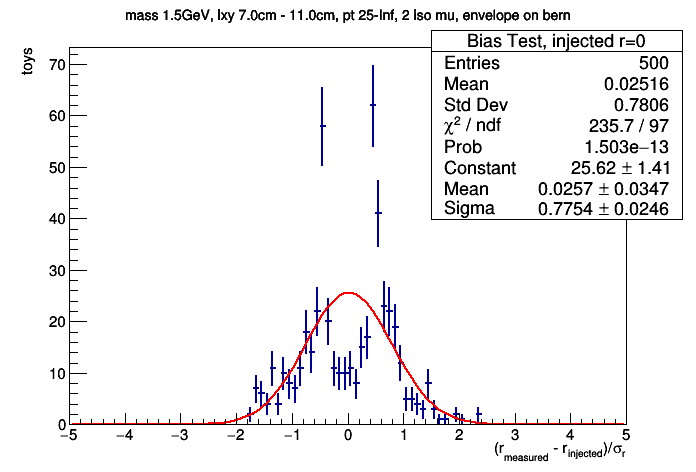 mass 1.5GeV, lxy 7.0cm - 11.0cm, pt 25-Inf, 2 Iso mu, envelope on bern
Bias Test, injected r=0
Entries 500
Mean 0.02516
Std Dev 0.7806
χ² / ndf 235.7 / 97
Prob 1.503e−13
Constant 25.62 ± 1.41
Mean 0.0257 ± 0.0347
Sigma 0.7754 ± 0.0246
toys
70
60
50
40
30
20
10
0
−5 −4 −3 −2 −1 0 1 2 3 4 5
(r_measured - r_injected)/σ_r